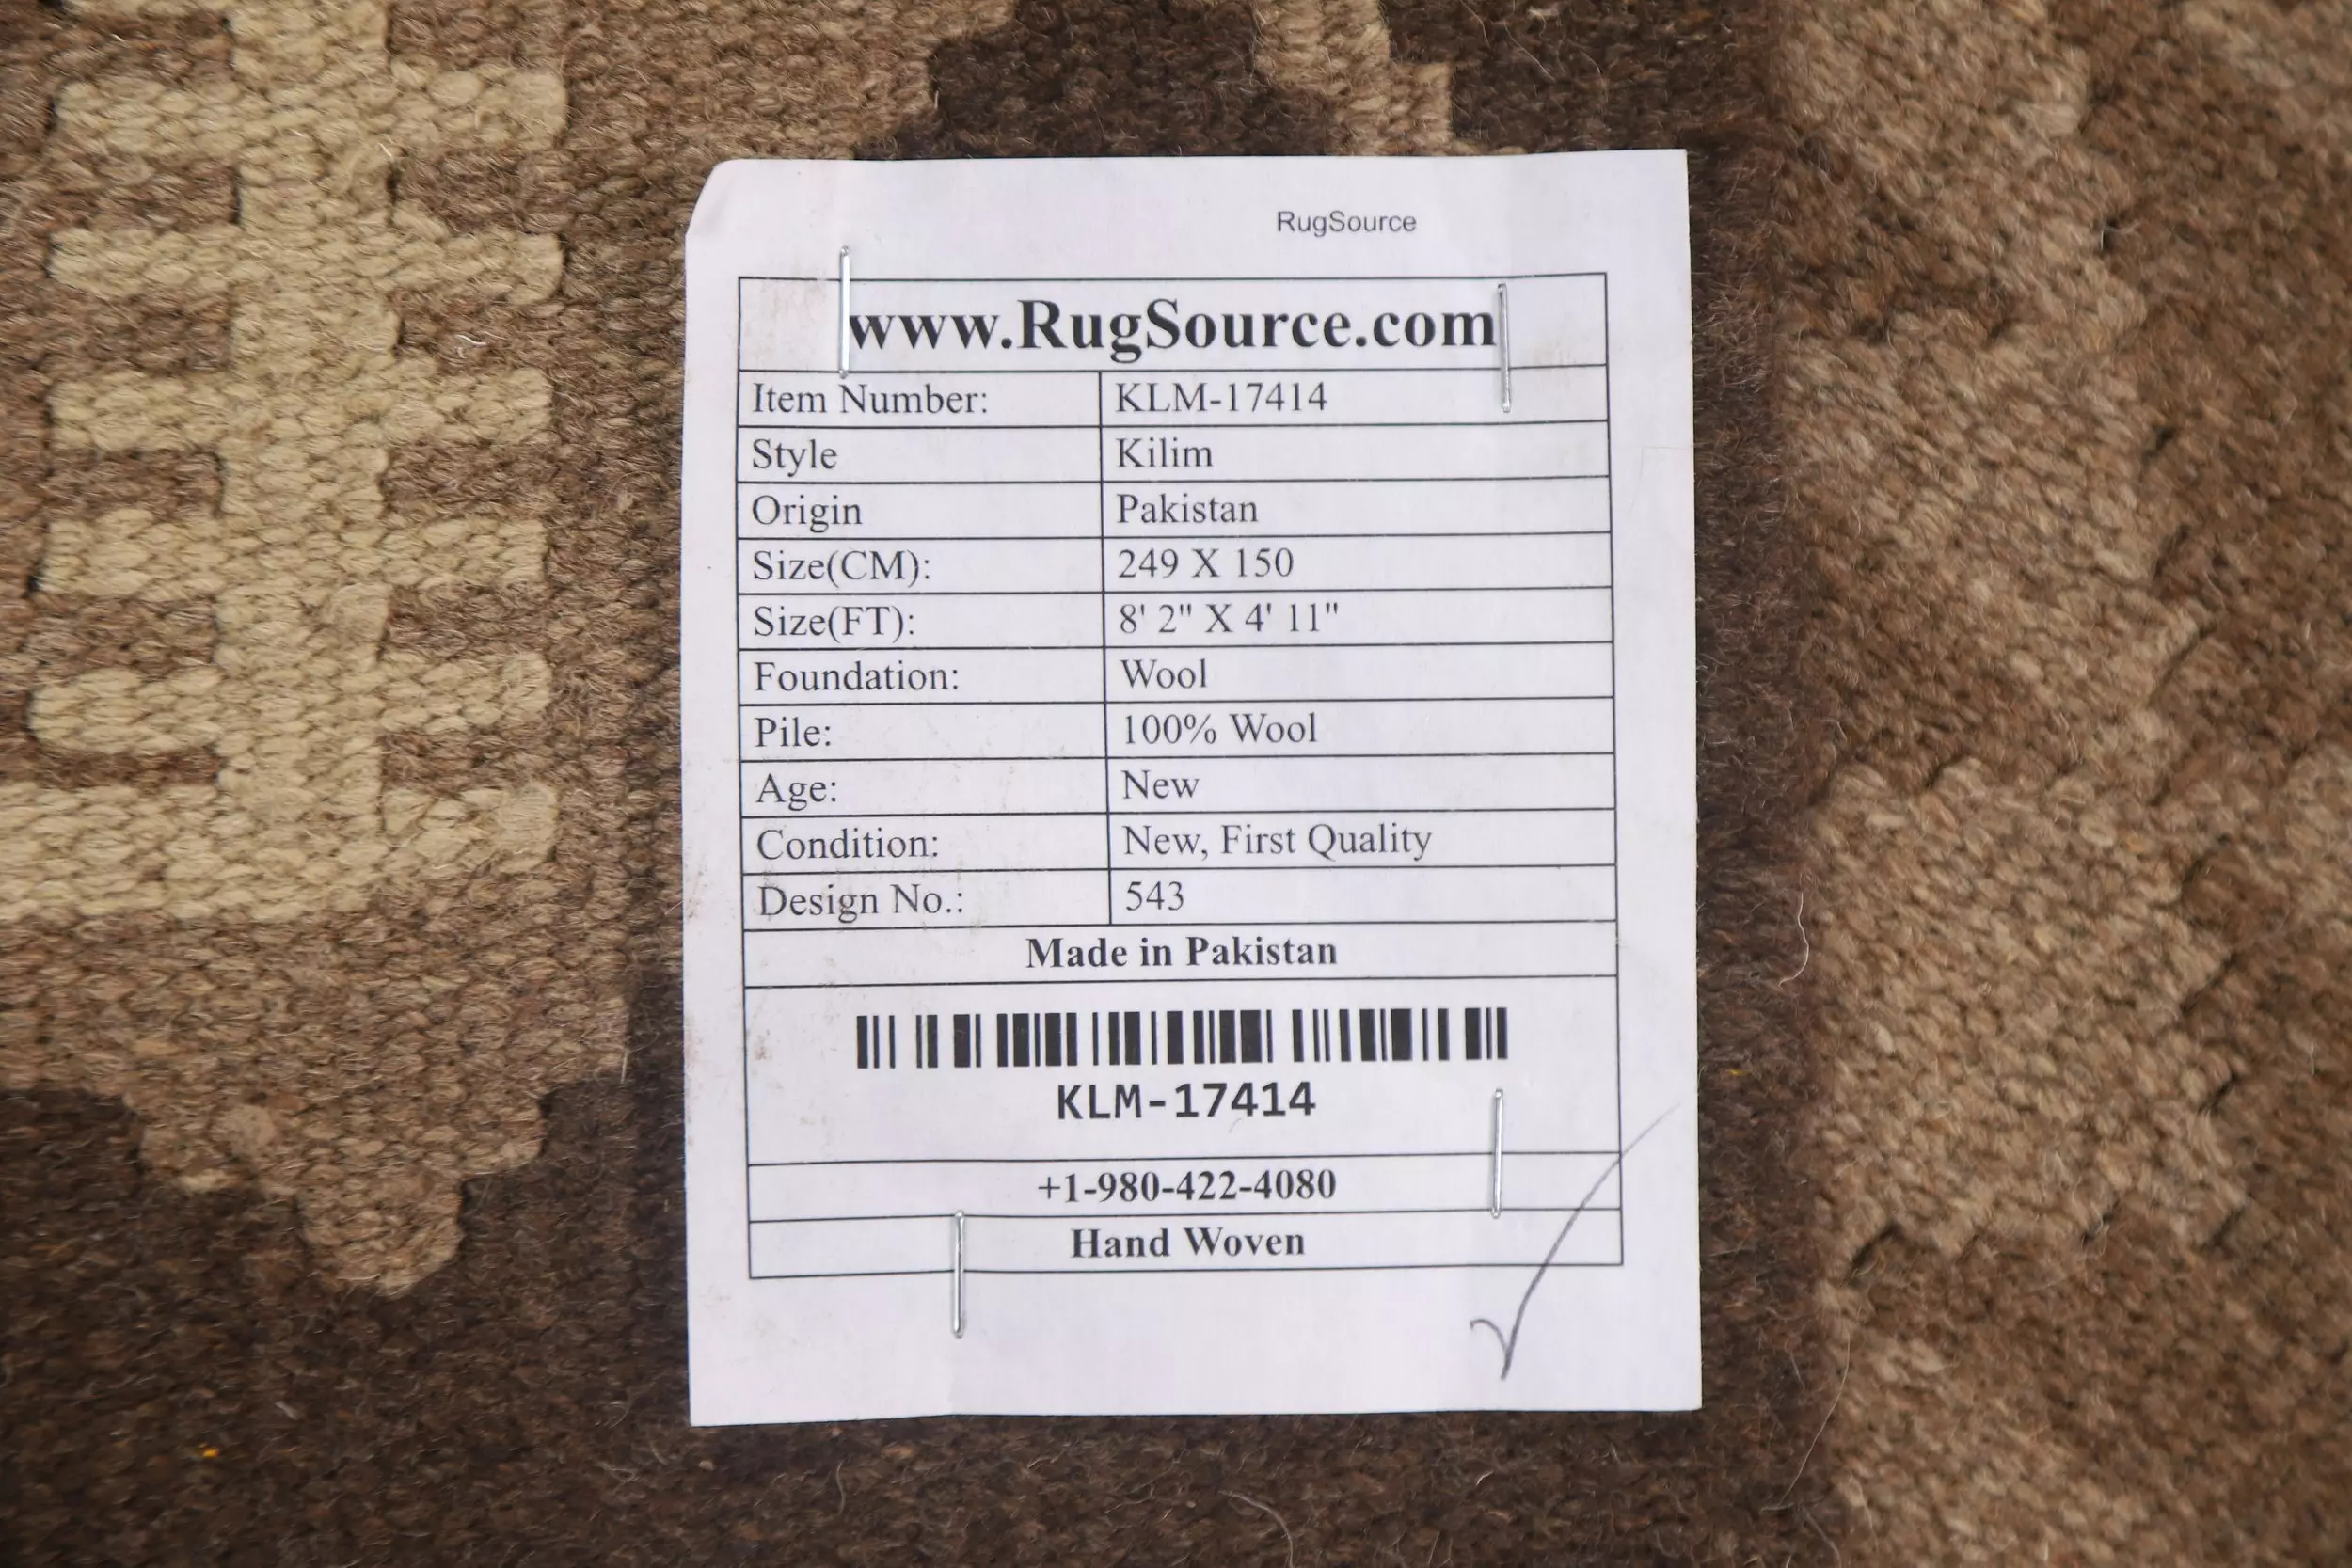 RugSource
www.RugSource.com
Item Number: KLM-17414
Style Kilim
Origin Pakistan
Size(CM): 249 X 150
Size(FT): 8' 2" X 4' 11"
Foundation: Wool
Pile: 100% Wool
Age: New
Condition: New, First Quality
Design No.: 543
Made in Pakistan
KLM-17414
+1-980-422-4080
Hand Woven